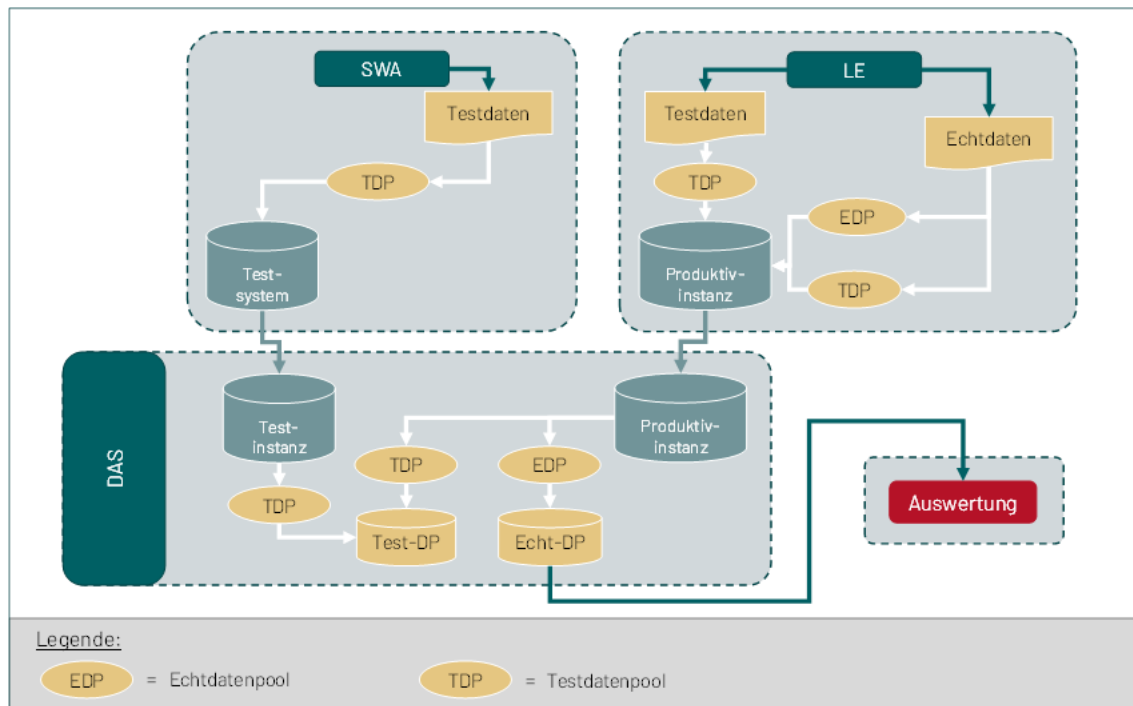 SWA
Testdaten
TDP
Test-
system
LE
Testdaten
Echtdaten
TDP
EDP
Produktiv-
instanz
TDP
DAS
Test-
instanz
Produktiv-
instanz
TDP
EDP
TDP
Test-DP
Echt-DP
Auswertung
Legende:
EDP = Echtdatenpool
TDP = Testdatenpool